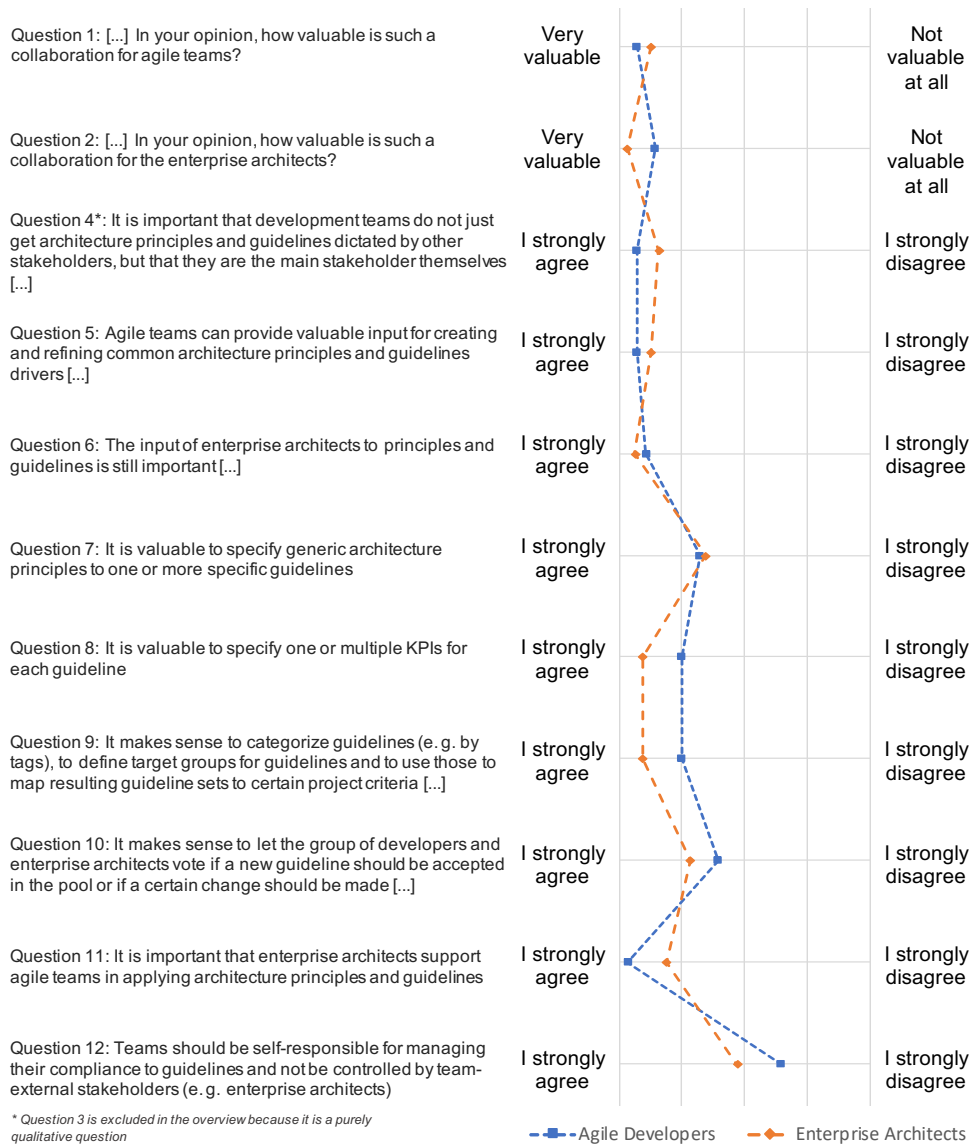 Question 1: [...] In your opinion, how valuable is such a
collaboration for agile teams?
Very
valuable
Not
valuable
at all
Question 2: [...] In your opinion, how valuable is such a
collaboration for the enterprise architects?
Very
valuable
Not
valuable
at all
Question 4*: It is important that development teams do not just
get architecture principles and guidelines dictated by other
stakeholders, but that they are the main stakeholder themselves
[...]
I strongly
agree
I strongly
disagree
Question 5: Agile teams can provide valuable input for creating
and refining common architecture principles and guidelines
drivers [...]
I strongly
agree
I strongly
disagree
Question 6: The input of enterprise architects to principles and
guidelines is still important [...]
I strongly
agree
I strongly
disagree
Question 7: It is valuable to specify generic architecture
principles to one or more specific guidelines
I strongly
agree
I strongly
disagree
Question 8: It is valuable to specify one or multiple KPIs for
each guideline
I strongly
agree
I strongly
disagree
Question 9: It makes sense to categorize guidelines (e. g. by
tags), to define target groups for guidelines and to use those to
map resulting guideline sets to certain project criteria [...]
I strongly
agree
I strongly
disagree
Question 10: It makes sense to let the group of developers and
enterprise architects vote if a new guideline should be accepted
in the pool or if a certain change should be made [...]
I strongly
agree
I strongly
disagree
Question 11: It is important that enterprise architects support
agile teams in applying architecture principles and guidelines
I strongly
agree
I strongly
disagree
Question 12: Teams should be self-responsible for managing
their compliance to guidelines and not be controlled by team-
external stakeholders (e. g. enterprise architects)
I strongly
agree
I strongly
disagree
* Question 3 is excluded in the overview because it is a purely
qualitative question
Agile Developers
Enterprise Architects